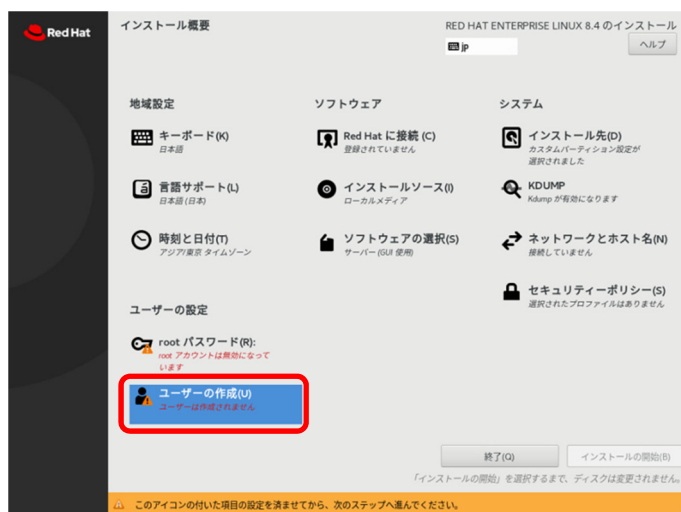 Red Hat
インストール概要
RED HAT ENTERPRISE LINUX 8.4 のインストール
jp
ヘルプ
地域設定
キーボード(K)
日本語
言語サポート(L)
日本語 (日本)
時刻と日付(T)
アジア/東京 タイムゾーン
ソフトウェア
Red Hat に接続 (C)
登録されていません
インストールソース(I)
ローカルメディア
ソフトウェアの選択(S)
サーバー (GUI 使用)
システム
インストール先(D)
カスタムパーティション設定が
選択されました
KDUMP
Kdump が有効になります
ネットワークとホスト名(N)
接続していません
セキュリティーポリシー(S)
選択されたプロファイルはありません
ユーザーの設定
root パスワード(R):
root アカウントは無効になって
います
ユーザーの作成(U)
ユーザーは作成されません
終了(Q)
インストールの開始(B)
「インストールの開始」を選択するまで、ディスクは変更されません。
このアイコンの付いた項目の設定を済ませてから、次のステップへ進んでください。